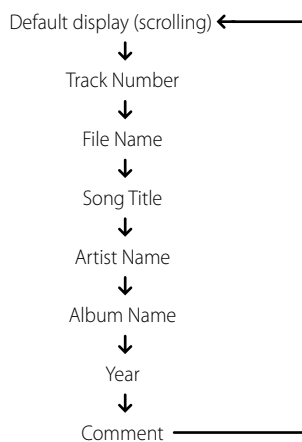 Default display (scrolling)
Track Number
File Name
Song Title
Artist Name
Album Name
Year
Comment